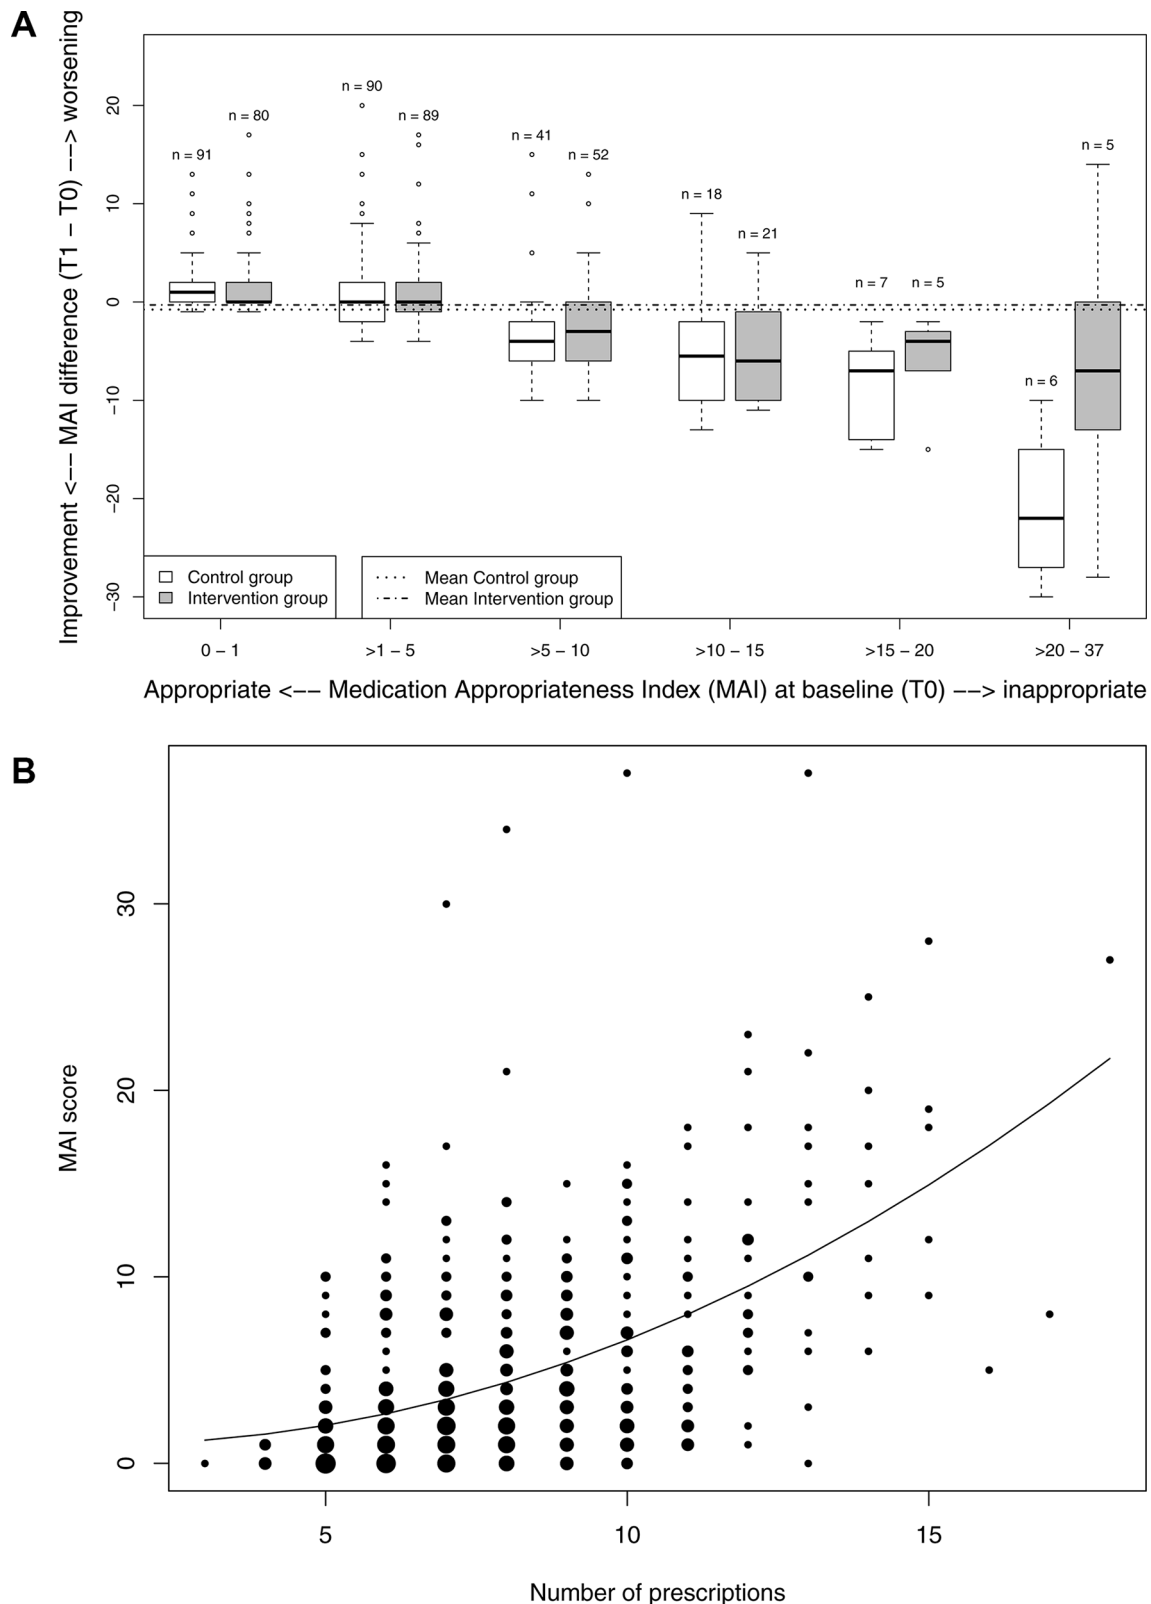 A
Improvement <−− MAI difference (T1 − T0) −−> worsening
20
10
0
−10
−20
−30
n = 91
n = 80
n = 90
n = 89
n = 41
n = 52
n = 18
n = 21
n = 7
n = 5
n = 6
n = 5
Control group
Intervention group
Mean Control group
Mean Intervention group
0 − 1
>1 − 5
>5 − 10
>10 − 15
>15 − 20
>20 − 37
Appropriate <−− Medication Appropriateness Index (MAI) at baseline (T0) −−> inappropriate
B
MAI score
30
20
10
0
5
10
15
Number of prescriptions